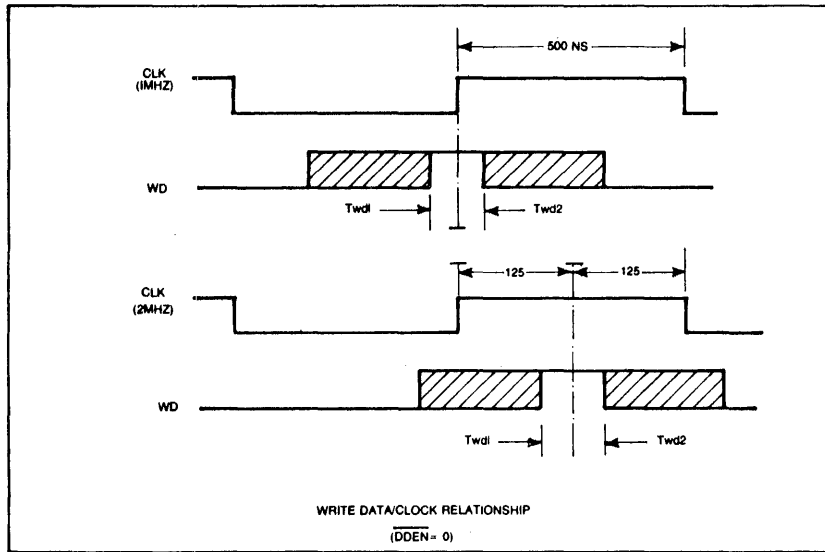 500 NS
CLK
(1MHZ)
WD
Twd1
Twd2
125
125
CLK
(2MHZ)
WD
Twd1
Twd2
WRITE DATA/CLOCK RELATIONSHIP
(DDEN = 0)